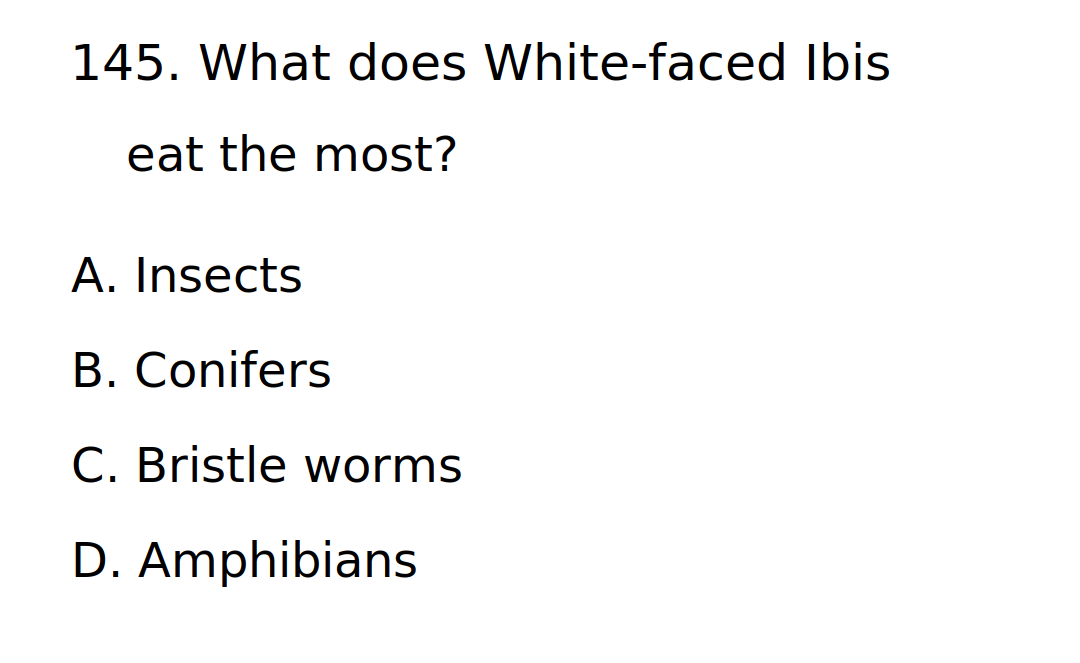 145. What does White-faced Ibis
eat the most?
A. Insects
B. Conifers
C. Bristle worms
D. Amphibians